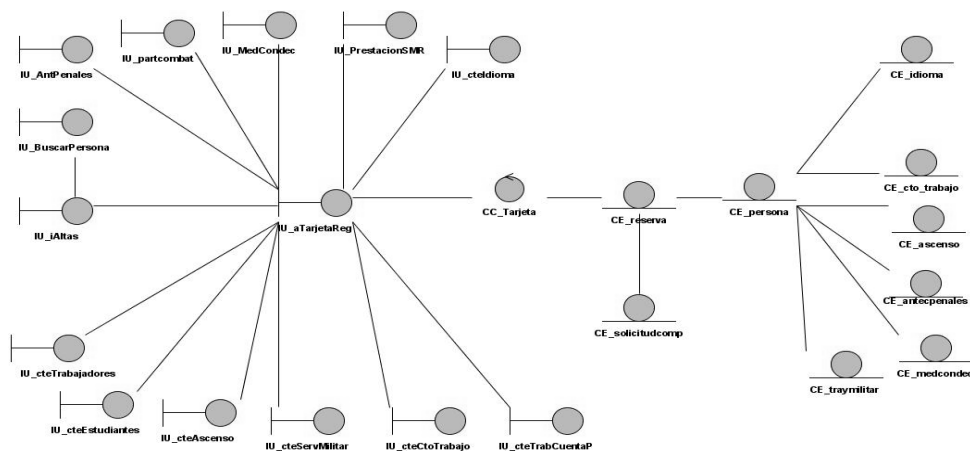 IU_AntPenales
IU_partcombat
IU_MedCondec
IU_PrestacionSMR
IU_cteIdioma
CE_idioma
IU_BuscarPersona
CE_cto_trabajo
IU_iAltas
IU_aTarjetaReg
CC_Tarjeta
CE_reserva
CE_persona
CE_ascenso
CE_antecpenales
CE_solicitudcomp
CE_medcondec
CE_traymilitar
IU_cteTrabajadores
IU_cteEstudiantes
IU_cteAscenso
IU_cteServMilitar
IU_cteCtoTrabajo
IU_cteTrabCuentaP